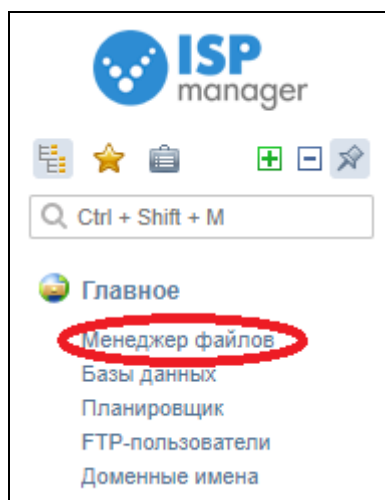 ISP
manager
Ctrl + Shift + M
Главное
Менеджер файлов
Базы данных
Планировщик
FTP-пользователи
Доменные имена